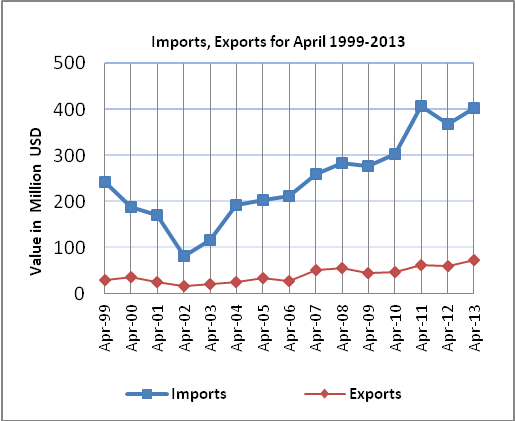 Imports, Exports for April 1999-2013
Value in Million USD
500
400
300
200
100
0
Apr-99
Apr-00
Apr-01
Apr-02
Apr-03
Apr-04
Apr-05
Apr-06
Apr-07
Apr-08
Apr-09
Apr-10
Apr-11
Apr-12
Apr-13
Imports
Exports